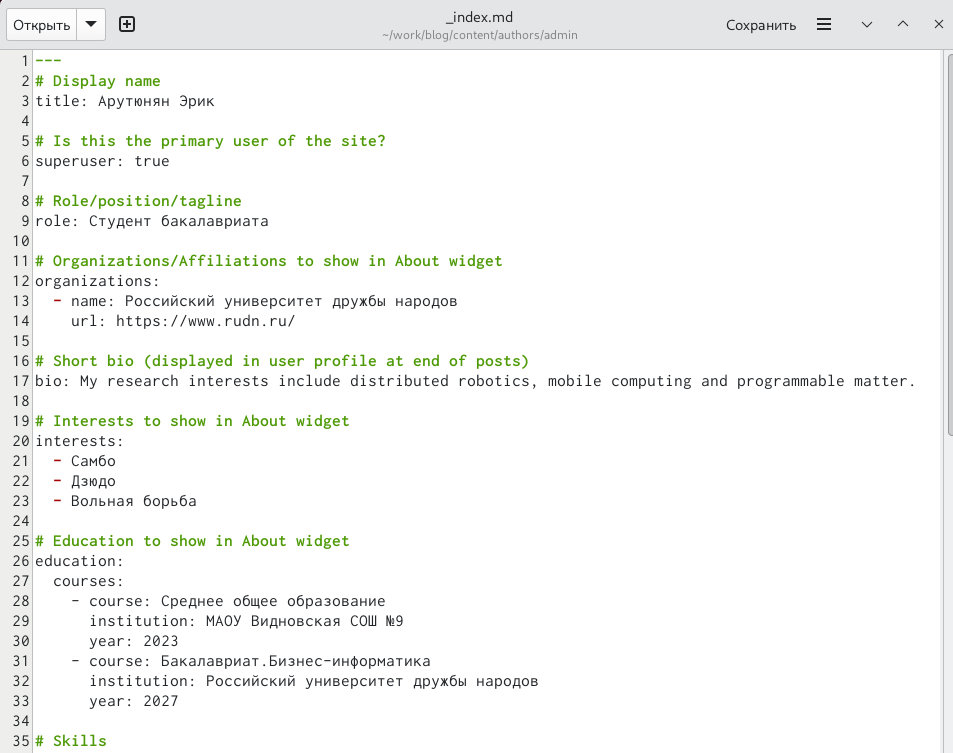 Открыть
_index.md
~/work/blog/content/authors/admin
Сохранить
1 ---
2 # Display name
3 title: Арутюнян Эрик
4
5 # Is this the primary user of the site?
6 superuser: true
7
8 # Role/position/tagline
9 role: Студент бакалавриата
10
11 # Organizations/Affiliations to show in About widget
12 organizations:
13   - name: Российский университет дружбы народов
14     url: https://www.rudn.ru/
15
16 # Short bio (displayed in user profile at end of posts)
17 bio: My research interests include distributed robotics, mobile computing and programmable matter.
18
19 # Interests to show in About widget
20 interests:
21   - Самбо
22   - Дзюдо
23   - Вольная борьба
24
25 # Education to show in About widget
26 education:
27   courses:
28     - course: Среднее общее образование
29       institution: МАОУ Видновская СОШ №9
30       year: 2023
31     - course: Бакалавриат.Бизнес-информатика
32       institution: Российский университет дружбы народов
33       year: 2027
34
35 # Skills